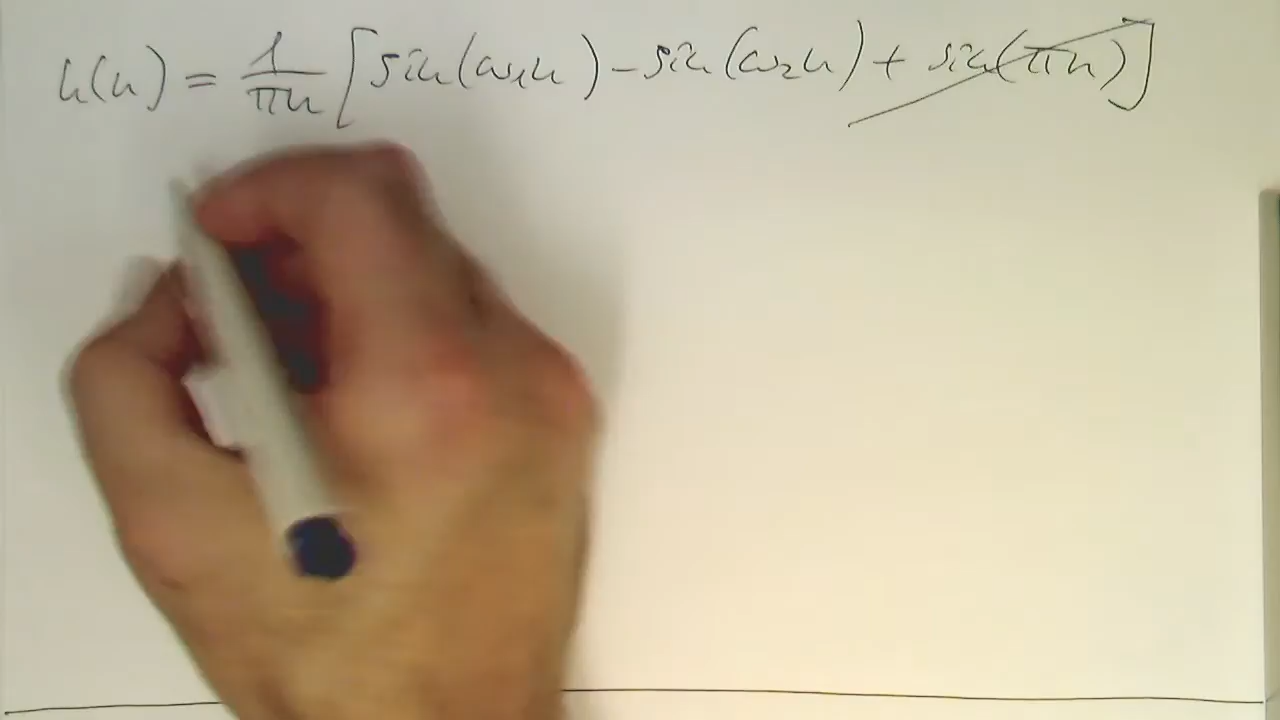 h(n) = 1/πn [sin(ω₁n) - sin(ω₂n) + sin(πn)]